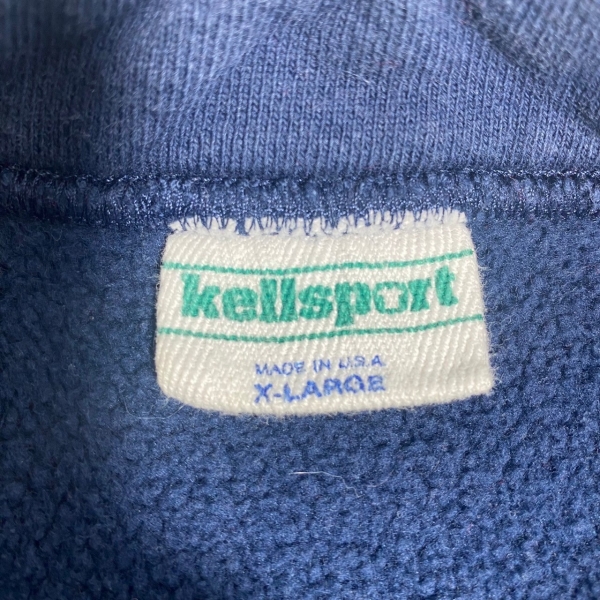 kellsport
MADE IN U.S.A.
X-LARGE